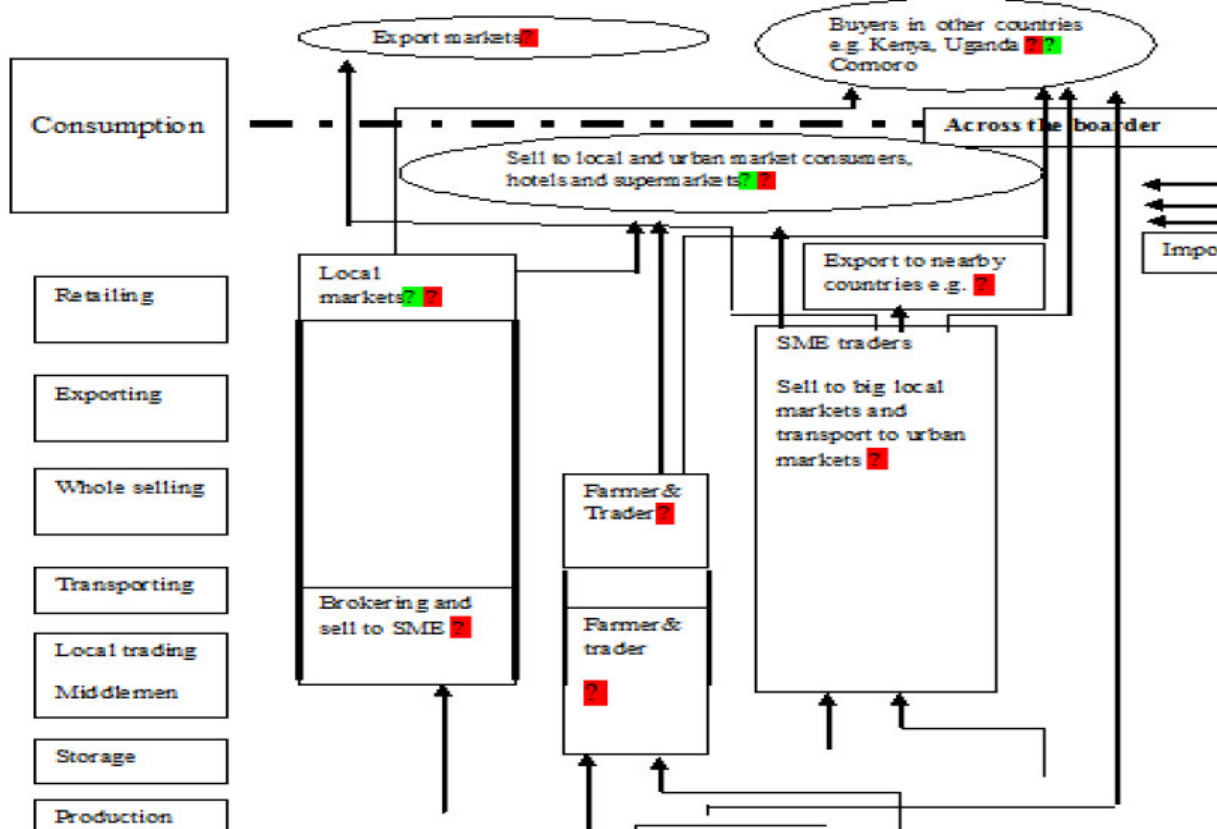 Export markets?
Buyers in other countries
e.g. Kenya, Uganda ? ?
Comoro
Consumption
Across the boarder
Sell to local and urban market consumers,
hotels and supermarkets? ?
Impo
Local
markets? ?
Export to nearby
countries e.g. ?
Retailing
SME traders
Sell to big local
markets and
transport to urban
markets ?
Exporting
Whole selling
Farmer &
Trader ?
Transporting
Brokering and
sell to SME ?
Farmer &
trader
?
Local trading
Middlemen
Storage
Production